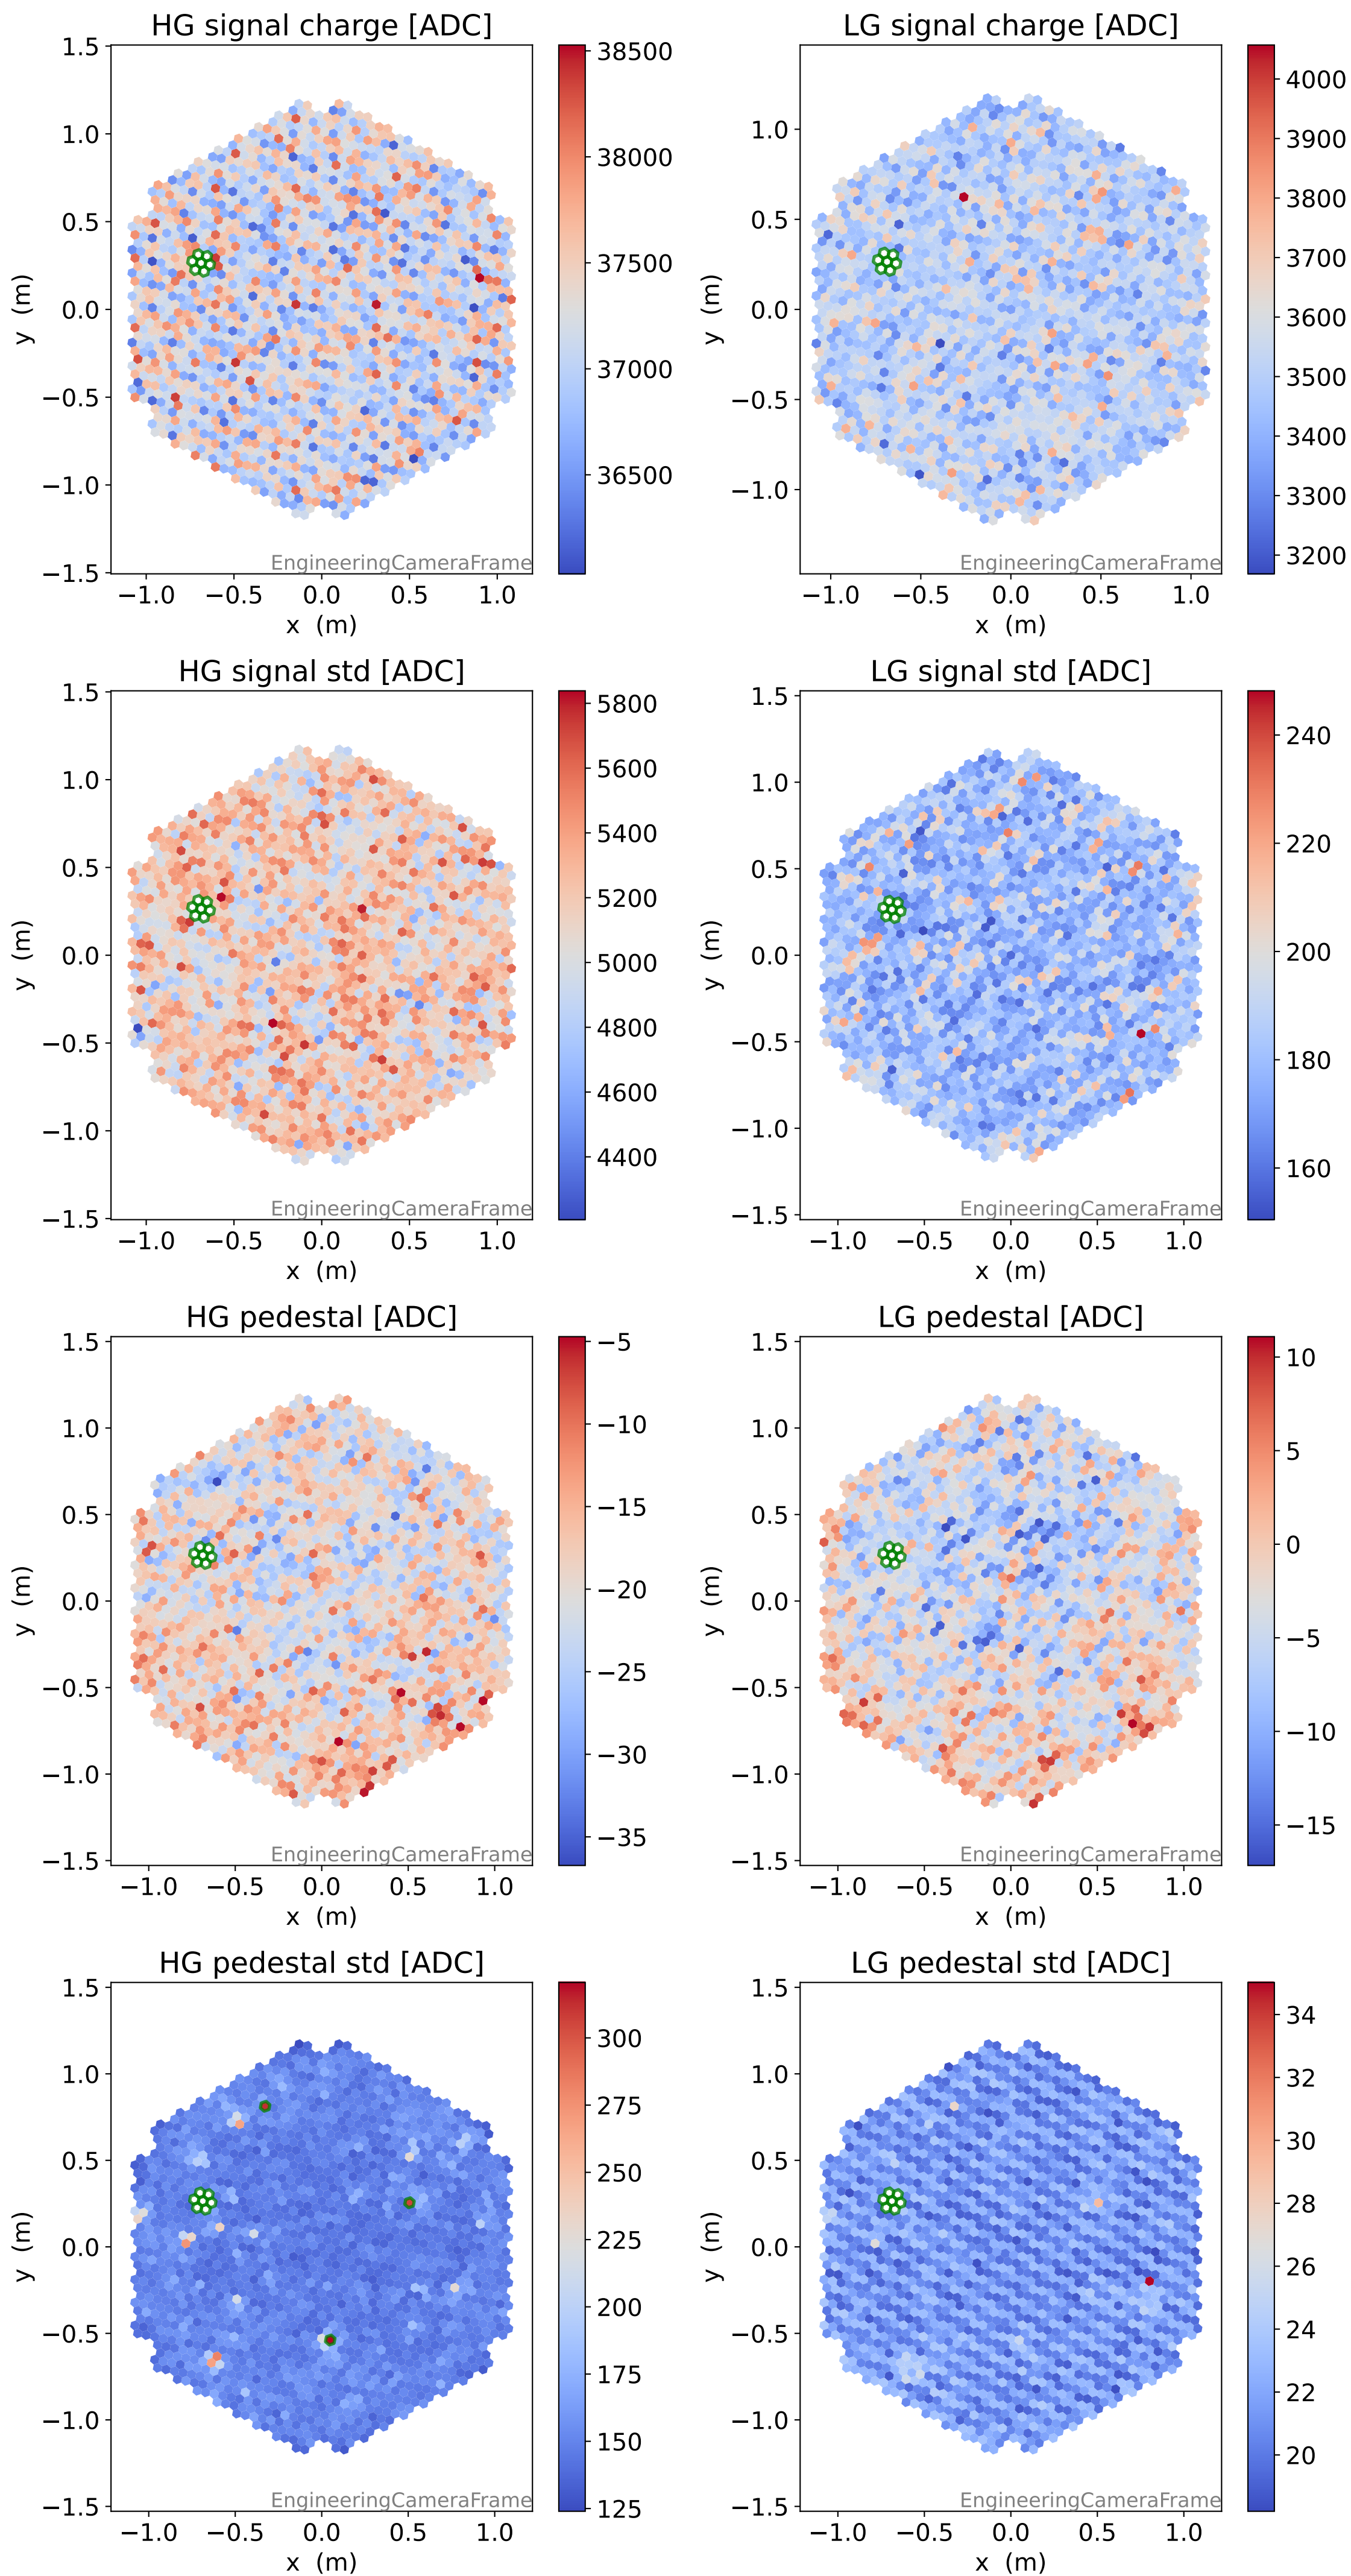 HG signal charge [ADC]
1.5
1.0
0.5
0.0
−0.5
−1.0
−1.5
y (m)
−1.0 −0.5 0.0 0.5 1.0
x (m)
EngineeringCameraFrame
38500
38000
37500
37000
36500
LG signal charge [ADC]
1.0
0.5
0.0
−0.5
−1.0
y (m)
−1.0 −0.5 0.0 0.5 1.0
x (m)
EngineeringCameraFrame
4000
3900
3800
3700
3600
3500
3400
3300
3200
HG signal std [ADC]
1.5
1.0
0.5
0.0
−0.5
−1.0
−1.5
y (m)
−1.0 −0.5 0.0 0.5 1.0
x (m)
EngineeringCameraFrame
5800
5600
5400
5200
5000
4800
4600
4400
LG signal std [ADC]
1.5
1.0
0.5
0.0
−0.5
−1.0
−1.5
y (m)
−1.0 −0.5 0.0 0.5 1.0
x (m)
EngineeringCameraFrame
240
220
200
180
160
HG pedestal [ADC]
1.5
1.0
0.5
0.0
−0.5
−1.0
−1.5
y (m)
−1.0 −0.5 0.0 0.5 1.0
x (m)
EngineeringCameraFrame
−5
−10
−15
−20
−25
−30
−35
LG pedestal [ADC]
1.5
1.0
0.5
0.0
−0.5
−1.0
−1.5
y (m)
−1.0 −0.5 0.0 0.5 1.0
x (m)
EngineeringCameraFrame
10
5
0
−5
−10
−15
HG pedestal std [ADC]
1.5
1.0
0.5
0.0
−0.5
−1.0
−1.5
y (m)
−1.0 −0.5 0.0 0.5 1.0
x (m)
EngineeringCameraFrame
300
275
250
225
200
175
150
125
LG pedestal std [ADC]
1.5
1.0
0.5
0.0
−0.5
−1.0
−1.5
y (m)
−1.0 −0.5 0.0 0.5 1.0
x (m)
EngineeringCameraFrame
34
32
30
28
26
24
22
20